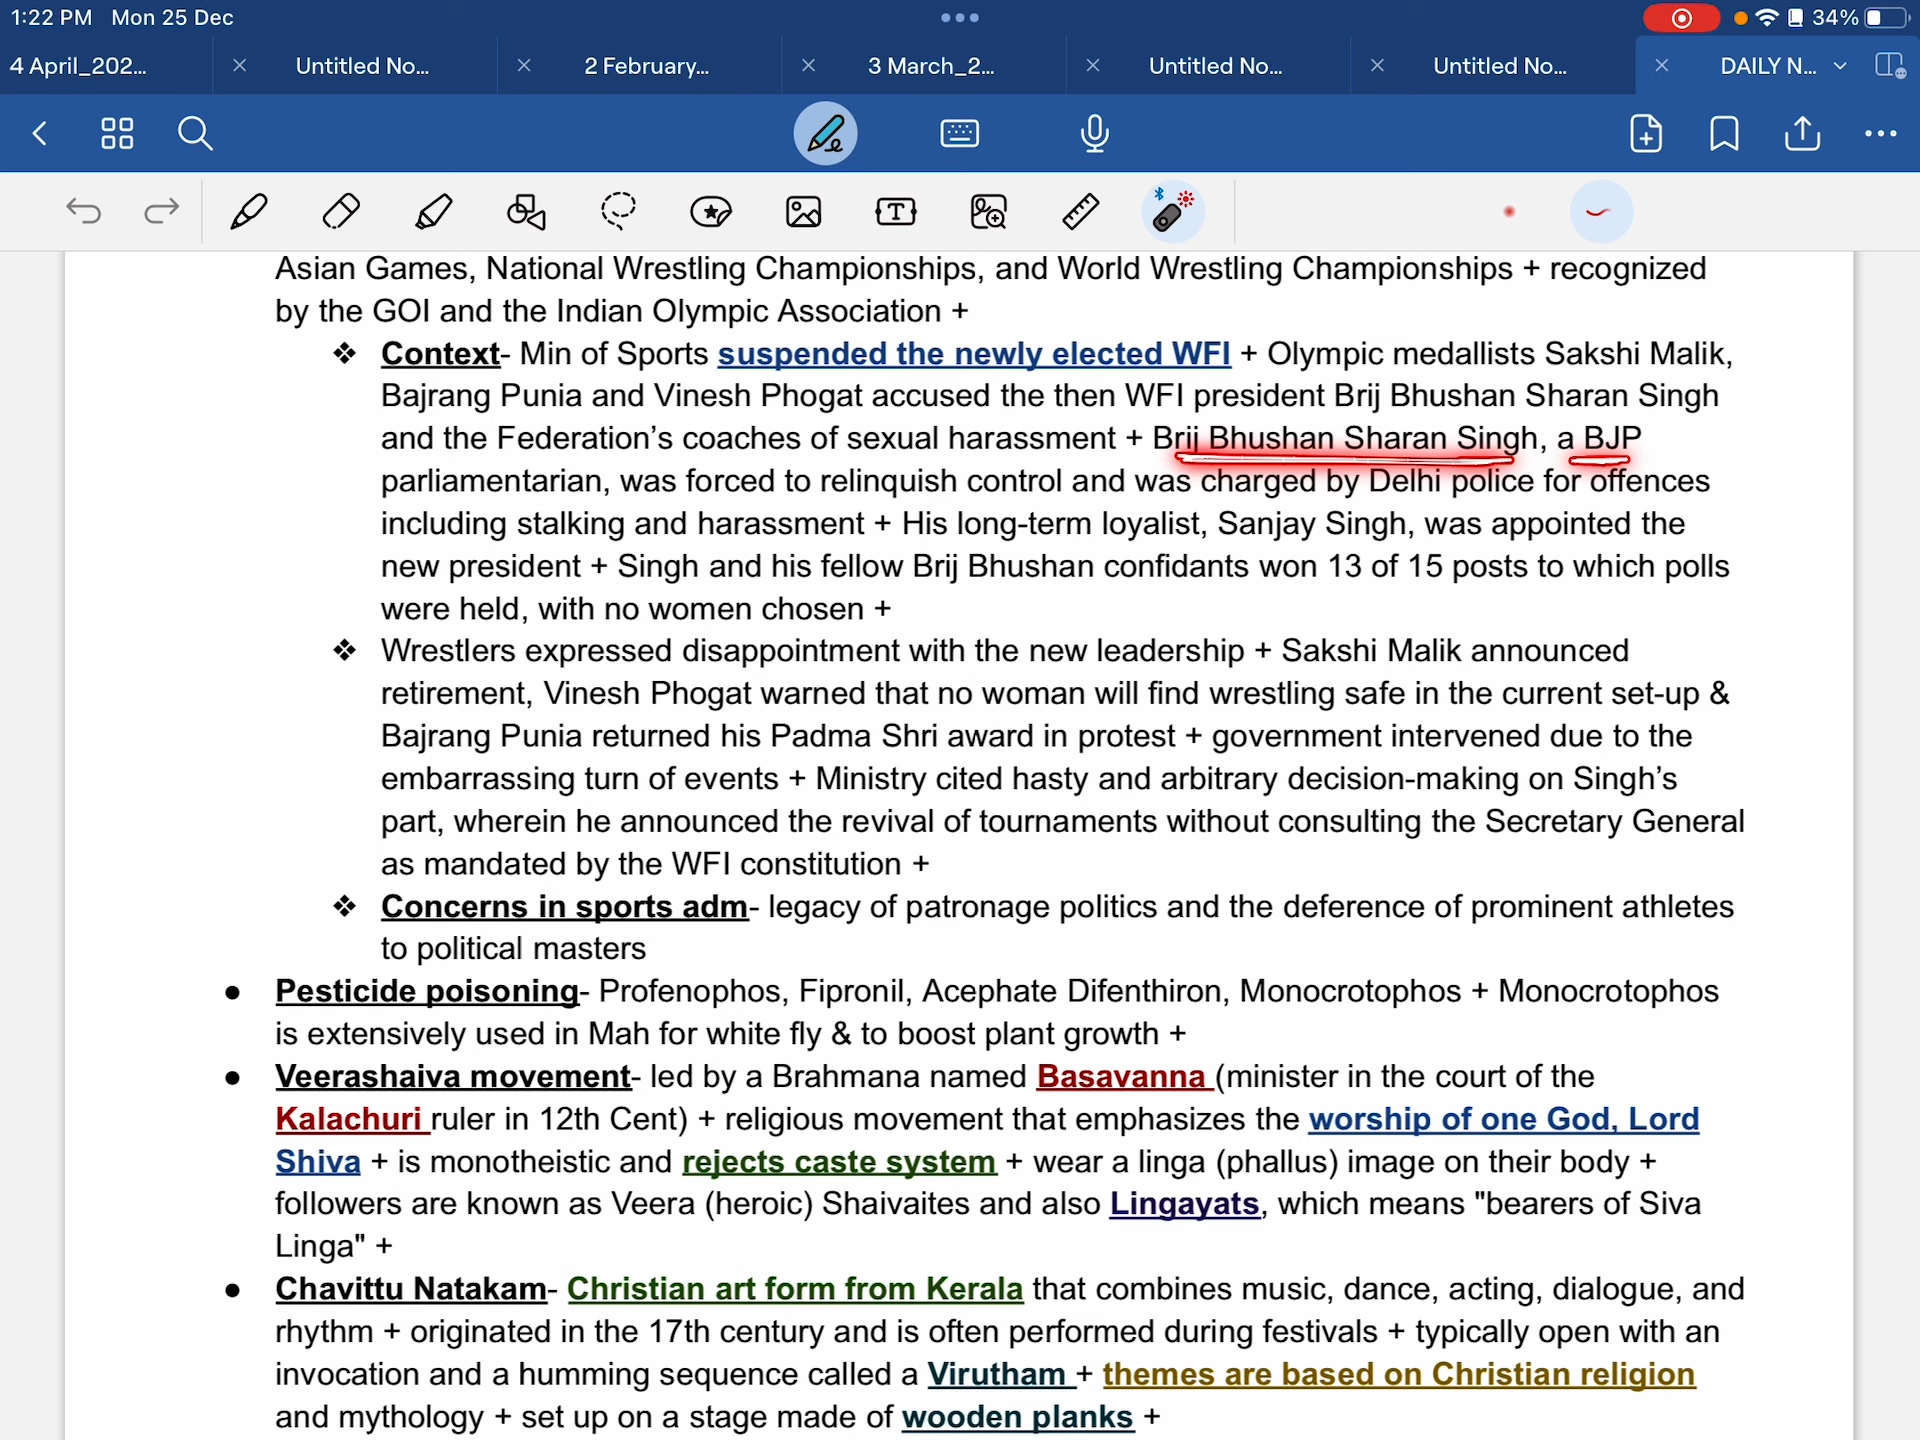 1:22 PM Mon 25 Dec
34%
4 April_202...
Untitled No...
2 February...
3 March_2...
Untitled No...
Untitled No...
DAILY N...
Asian Games, National Wrestling Championships, and World Wrestling Championships + recognized
by the GOI and the Indian Olympic Association +
❖ Context- Min of Sports suspended the newly elected WFI + Olympic medallists Sakshi Malik,
Bajrang Punia and Vinesh Phogat accused the then WFI president Brij Bhushan Sharan Singh
and the Federation’s coaches of sexual harassment + Brij Bhushan Sharan Singh, a BJP
parliamentarian, was forced to relinquish control and was charged by Delhi police for offences
including stalking and harassment + His long-term loyalist, Sanjay Singh, was appointed the
new president + Singh and his fellow Brij Bhushan confidants won 13 of 15 posts to which polls
were held, with no women chosen +
❖ Wrestlers expressed disappointment with the new leadership + Sakshi Malik announced
retirement, Vinesh Phogat warned that no woman will find wrestling safe in the current set-up &
Bajrang Punia returned his Padma Shri award in protest + government intervened due to the
embarrassing turn of events + Ministry cited hasty and arbitrary decision-making on Singh’s
part, wherein he announced the revival of tournaments without consulting the Secretary General
as mandated by the WFI constitution +
❖ Concerns in sports adm- legacy of patronage politics and the deference of prominent athletes
to political masters
● Pesticide poisoning- Profenophos, Fipronil, Acephate Difenthiron, Monocrotophos + Monocrotophos
is extensively used in Mah for white fly & to boost plant growth +
● Veerashaiva movement- led by a Brahmana named Basavanna (minister in the court of the
Kalachuri ruler in 12th Cent) + religious movement that emphasizes the worship of one God, Lord
Shiva + is monotheistic and rejects caste system + wear a linga (phallus) image on their body +
followers are known as Veera (heroic) Shaivaites and also Lingayats, which means "bearers of Siva
Linga" +
● Chavittu Natakam- Christian art form from Kerala that combines music, dance, acting, dialogue, and
rhythm + originated in the 17th century and is often performed during festivals + typically open with an
invocation and a humming sequence called a Virutham + themes are based on Christian religion
and mythology + set up on a stage made of wooden planks +